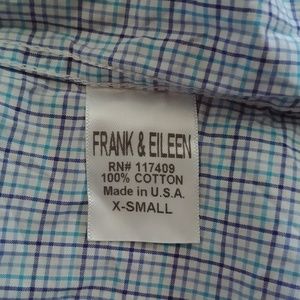 FRANK & EILEEN
RN# 117409
100% COTTON
Made in U.S.A.
X-SMALL